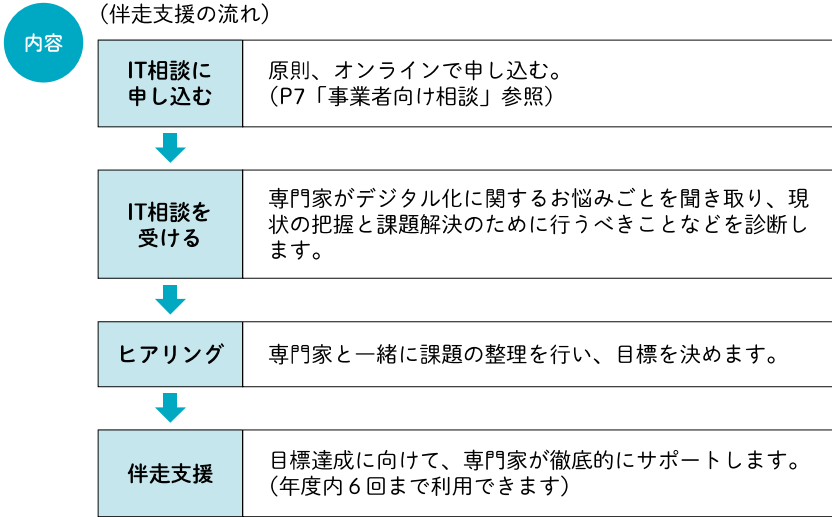 内容
（伴走支援の流れ）
IT相談に
申し込む
原則、オンラインで申し込む。
（P7「事業者向け相談」参照）
IT相談を
受ける
専門家がデジタル化に関するお悩みごとを聞き取り、現
状の把握と課題解決のために行うべきことなどを診断し
ます。
ヒアリング
専門家と一緒に課題の整理を行い、目標を決めます。
伴走支援
目標達成に向けて、専門家が徹底的にサポートします。
（年度内６回まで利用できます）